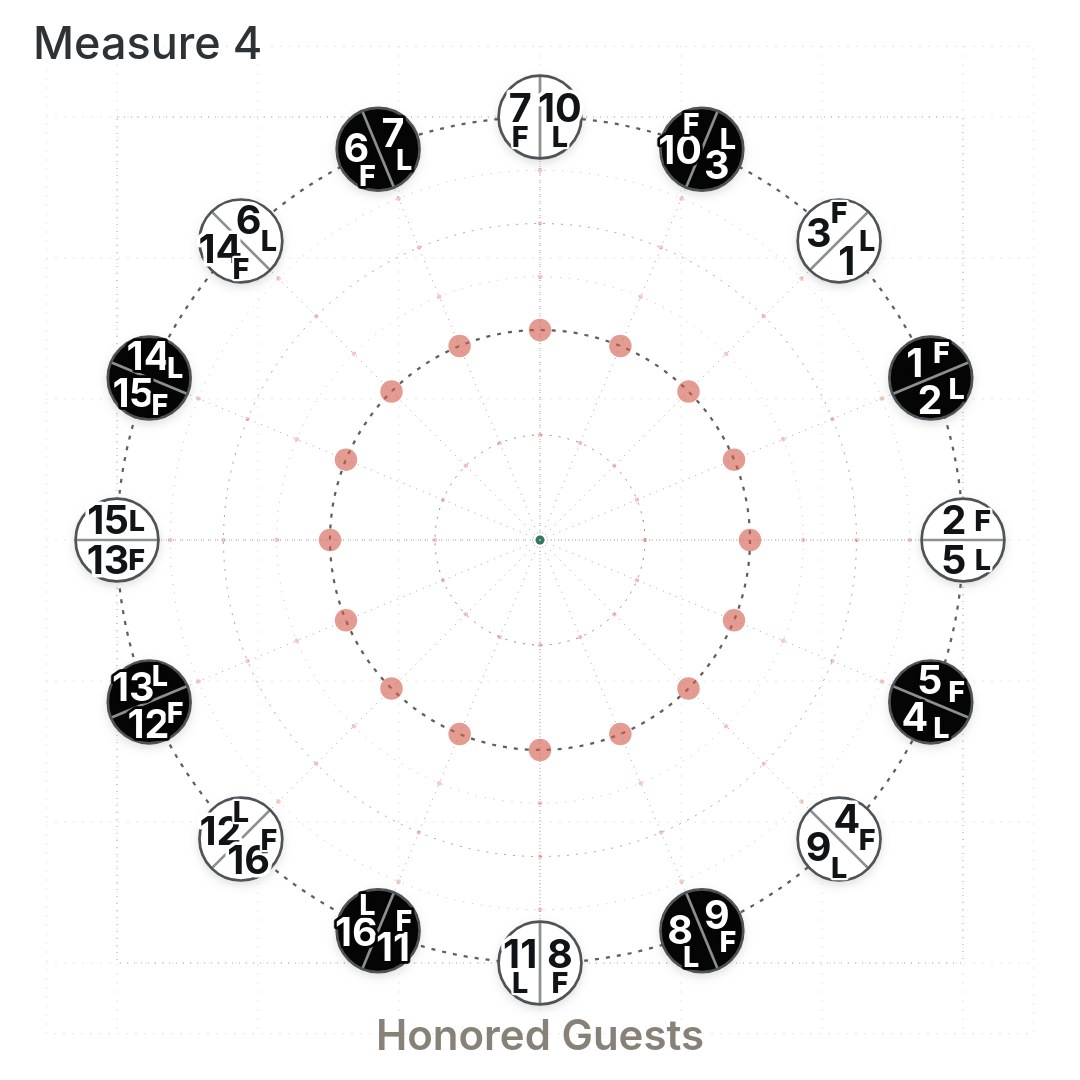 Measure 4
7 10
F L
6 7
F L
F L
10 3
6
14 L
F
F
3 L
1
14 L
15 F
1 F
2 L
15 L
13 F
2 F
5 L
13 L
12 F
5 F
4 L
L
12 F
16
4
9 F
L
L F
16 11
9
8 F
L
11 8
L F
Honored Guests